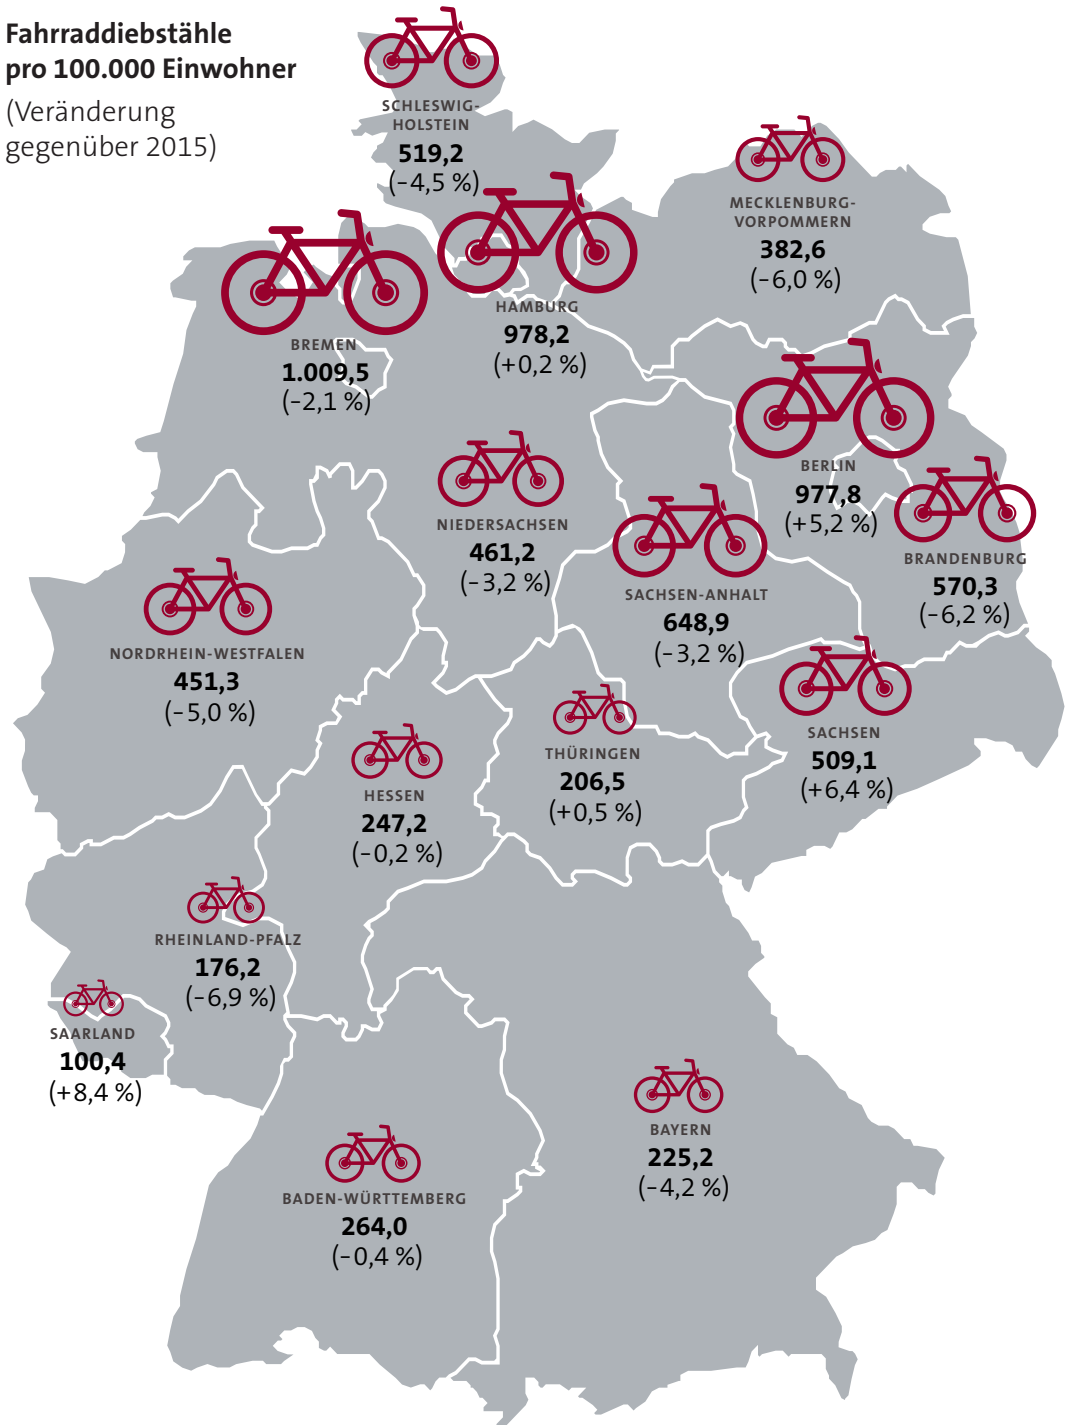 Fahrraddiebstähle
pro 100.000 Einwohner
(Veränderung
gegenüber 2015)
SCHLESWIG-
HOLSTEIN
519,2
(−4,5 %)
MECKLENBURG-
VORPOMMERN
382,6
(−6,0 %)
HAMBURG
978,2
(+0,2 %)
BREMEN
1.009,5
(−2,1 %)
BERLIN
977,8
(+5,2 %)
NIEDERSACHSEN
461,2
(−3,2 %)
BRANDENBURG
570,3
(−6,2 %)
SACHSEN-ANHALT
648,9
(−3,2 %)
NORDRHEIN-WESTFALEN
451,3
(−5,0 %)
SACHSEN
509,1
(+6,4 %)
THÜRINGEN
206,5
(+0,5 %)
HESSEN
247,2
(−0,2 %)
RHEINLAND-PFALZ
176,2
(−6,9 %)
SAARLAND
100,4
(+8,4 %)
BAYERN
225,2
(−4,2 %)
BADEN-WÜRTTEMBERG
264,0
(−0,4 %)